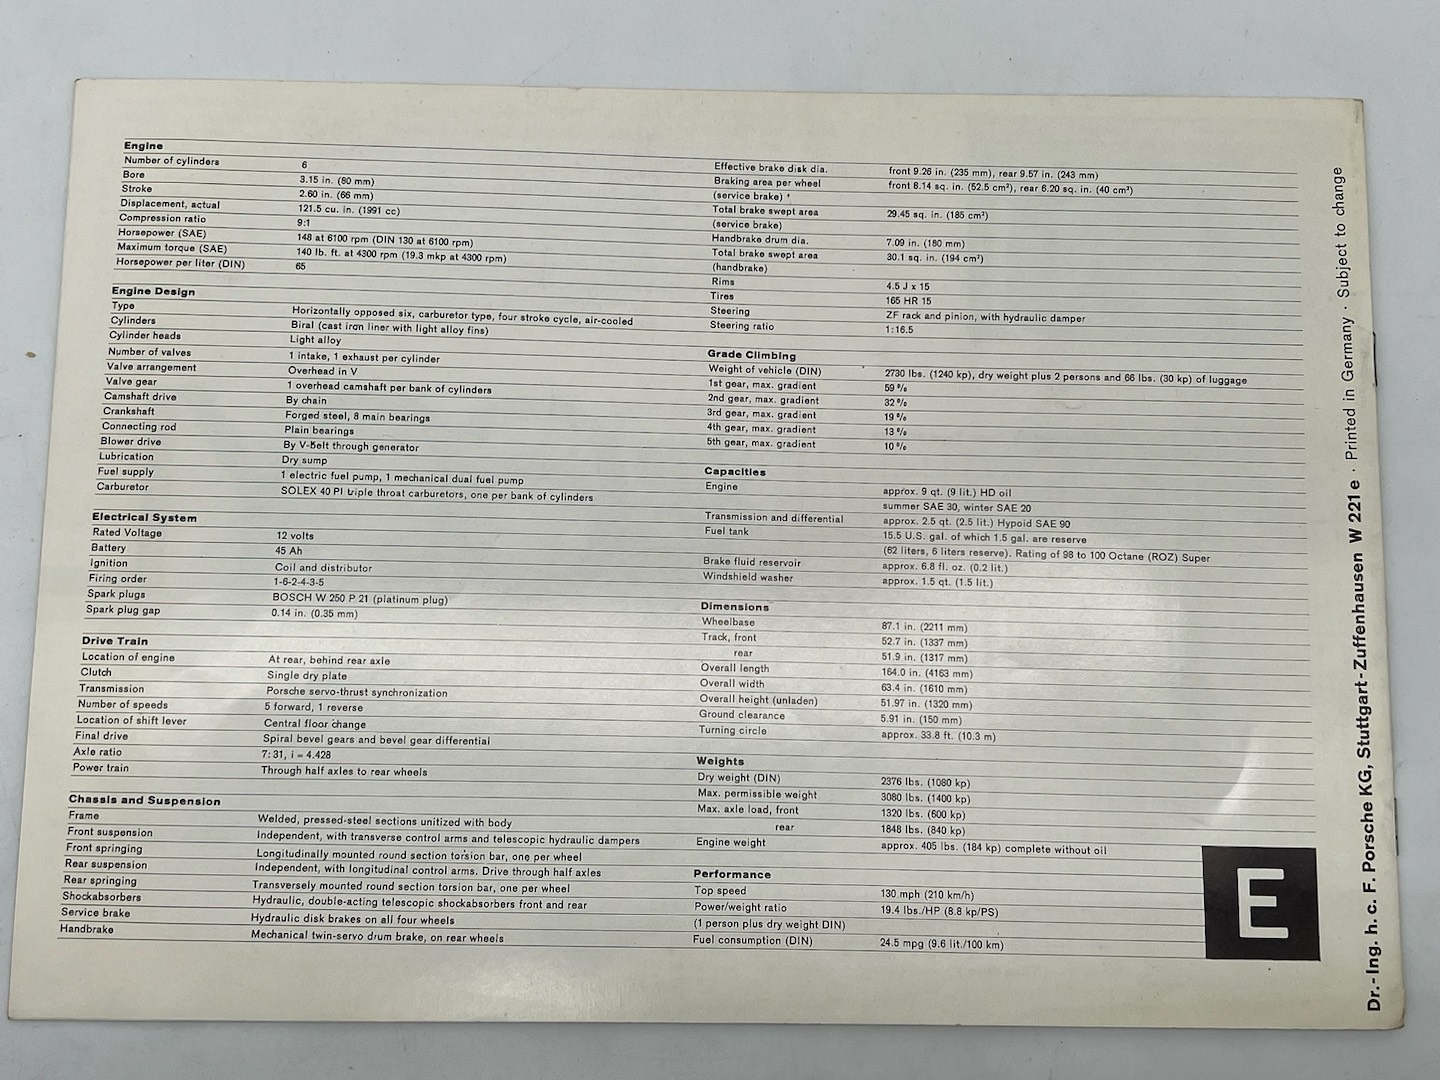 Engine
Number of cylinders 6
Bore 3.15 in. (80 mm)
Stroke 2.60 in. (66 mm)
Displacement, actual 121.5 cu. in. (1991 cc)
Compression ratio 9:1
Horsepower (SAE) 148 at 6100 rpm (DIN 130 at 6100 rpm)
Maximum torque (SAE) 140 lb. ft. at 4300 rpm (19.3 mkp at 4300 rpm)
Horsepower per liter (DIN) 65
Engine Design
Type Horizontally opposed six, carburetor type, four stroke cycle, air-cooled
Cylinders Biral (cast iron liner with light alloy fins)
Cylinder heads Light alloy
Number of valves 1 intake, 1 exhaust per cylinder
Valve arrangement Overhead in V
Valve gear 1 overhead camshaft per bank of cylinders
Camshaft drive By chain
Crankshaft Forged steel, 8 main bearings
Connecting rod Plain bearings
Blower drive By V-Belt through generator
Lubrication Dry sump
Fuel supply 1 electric fuel pump, 1 mechanical dual fuel pump
Carburetor SOLEX 40 PI triple throat carburetors, one per bank of cylinders
Electrical System
Rated Voltage 12 volts
Battery 45 Ah
Ignition Coil and distributor
Firing order 1-6-2-4-3-5
Spark plugs BOSCH W 250 P 21 (platinum plug)
Spark plug gap 0.14 in. (0.35 mm)
Drive Train
Location of engine At rear, behind rear axle
Clutch Single dry plate
Transmission Porsche servo-thrust synchronization
Number of speeds 5 forward, 1 reverse
Location of shift lever Central floor change
Final drive Spiral bevel gears and bevel gear differential
Axle ratio 7:31, i = 4.428
Power train Through half axles to rear wheels
Chassis and Suspension
Frame Welded, pressed-steel sections unitized with body
Front suspension Independent, with transverse control arms and telescopic hydraulic dampers
Front springing Longitudinally mounted round section torsion bar, one per wheel
Rear suspension Independent, with longitudinal control arms. Drive through half axles
Rear springing Transversely mounted round section torsion bar, one per wheel
Shockabsorbers Hydraulic, double-acting telescopic shockabsorbers front and rear
Service brake Hydraulic disk brakes on all four wheels
Handbrake Mechanical twin-servo drum brake, on rear wheels
Effective brake disk dia. front 9.26 in. (235 mm), rear 9.57 in. (243 mm)
Braking area per wheel front 8.14 sq. in. (52.5 cm²), rear 6.20 sq. in. (40 cm²)
(service brake)
Total brake swept area 29.45 sq. in. (185 cm²)
(service brake)
Handbrake drum dia. 7.09 in. (180 mm)
Total brake swept area 30.1 sq. in. (194 cm²)
(handbrake)
Rims 4.5 J x 15
Tires 165 HR 15
Steering ZF rack and pinion, with hydraulic damper
Steering ratio 1:16.5
Grade Climbing
Weight of vehicle (DIN) 2730 lbs. (1240 kp), dry weight plus 2 persons and 66 lbs. (30 kp) of luggage
1st gear, max. gradient 59 %
2nd gear, max. gradient 32 %
3rd gear, max. gradient 19 %
4th gear, max. gradient 13 %
5th gear, max. gradient 10 %
Capacities
Engine approx. 9 qt. (9 lit.) HD oil
summer SAE 30, winter SAE 20
Transmission and differential approx. 2.5 qt. (2.5 lit.) Hypoid SAE 90
Fuel tank 15.5 U.S. gal. of which 1.5 gal. are reserve
(62 liters, 6 liters reserve). Rating of 98 to 100 Octane (ROZ) Super
Brake fluid reservoir approx. 6.8 fl. oz. (0.2 lit.)
Windshield washer approx. 1.5 qt. (1.5 lit.)
Dimensions
Wheelbase 87.1 in. (2211 mm)
Track, front 52.7 in. (1337 mm)
rear 51.9 in. (1317 mm)
Overall length 164.0 in. (4163 mm)
Overall width 63.4 in. (1610 mm)
Overall height (unladen) 51.97 in. (1320 mm)
Ground clearance 5.91 in. (150 mm)
Turning circle approx. 33.8 ft. (10.3 m)
Weights
Dry weight (DIN) 2376 lbs. (1080 kp)
Max. permissible weight 3080 lbs. (1400 kp)
Max. axle load, front 1320 lbs. (600 kp)
rear 1848 lbs. (840 kp)
Engine weight approx. 405 lbs. (184 kp) complete without oil
Performance
Top speed 130 mph (210 km/h)
Power/weight ratio 19.4 lbs./HP (8.8 kp/PS)
(1 person plus dry weight DIN)
Fuel consumption (DIN) 24.5 mpg (9.6 lit./100 km)
E
Dr.-Ing. h. c. F. Porsche KG, Stuttgart-Zuffenhausen W 221 e · Printed in Germany · Subject to change